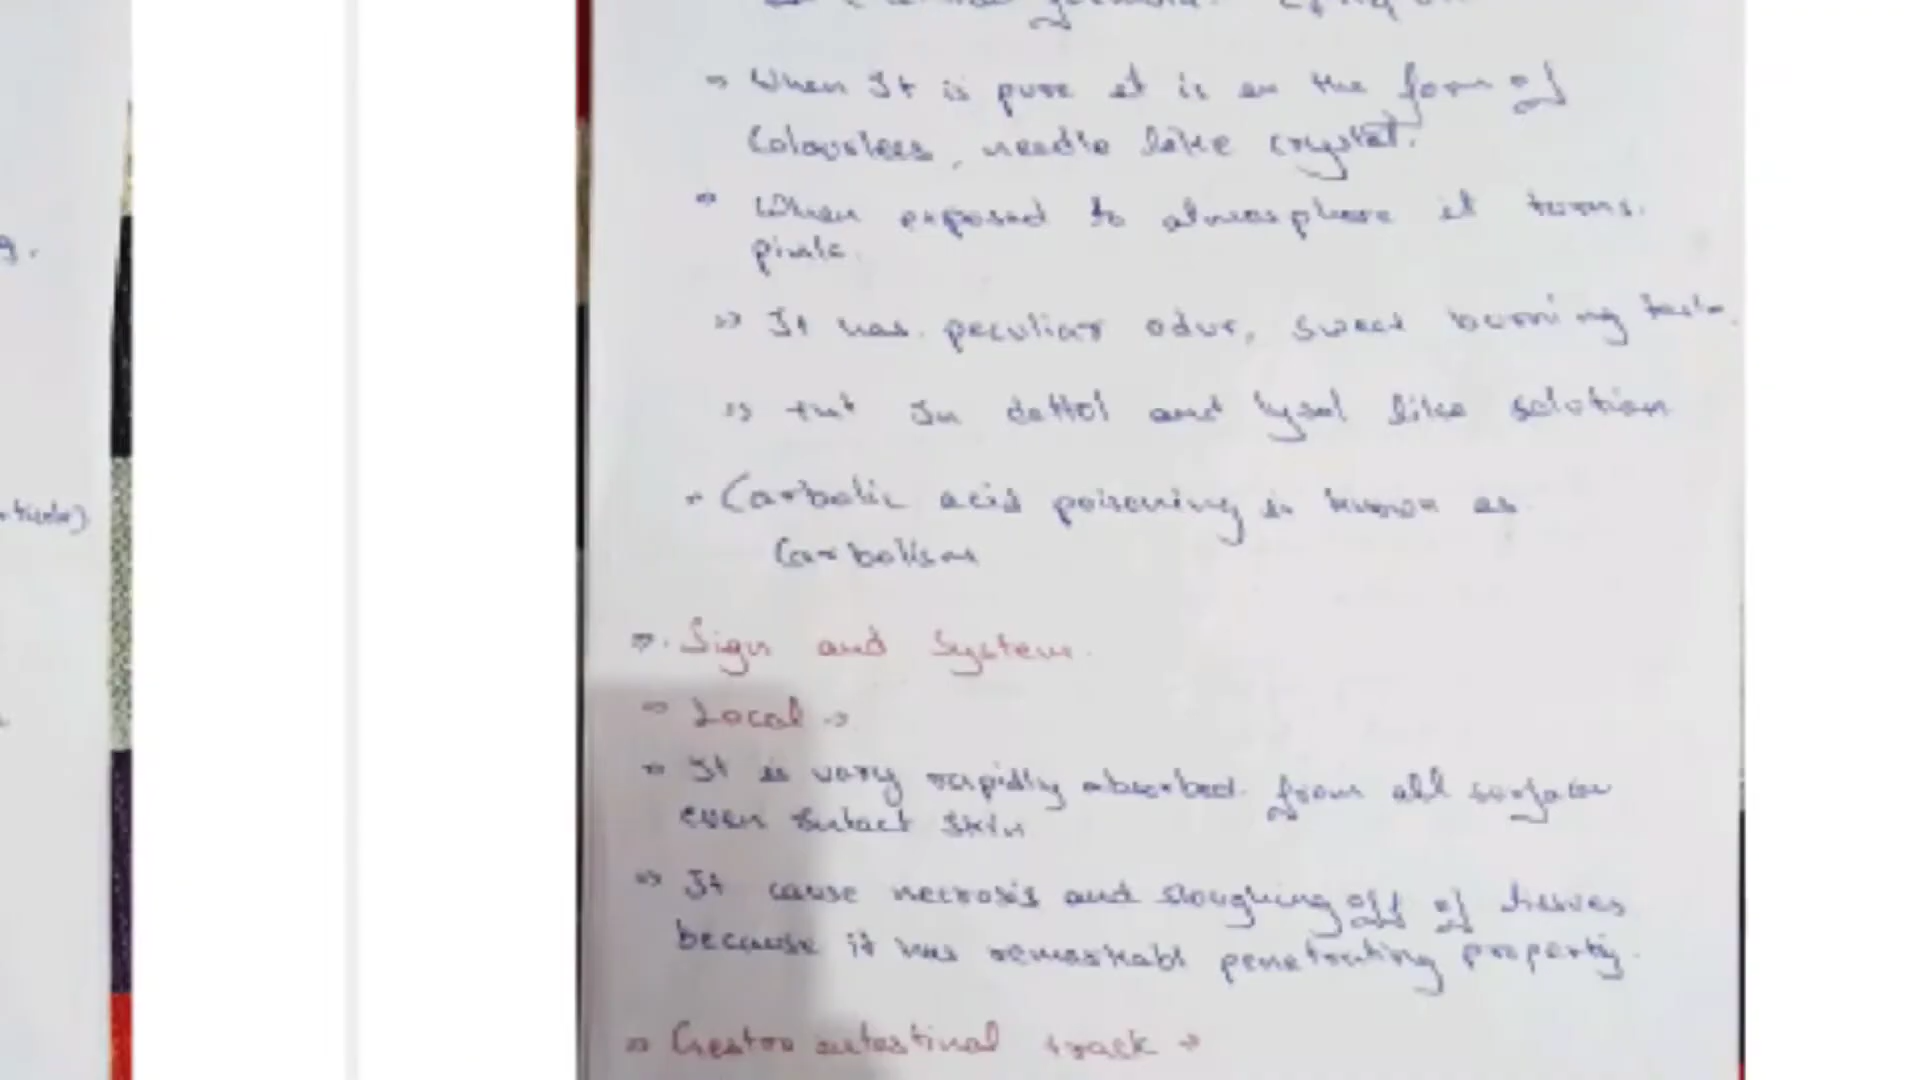 g.
formula.
⇒ When It is pure it is in the form of
Colourless, needle like crystal.
⇒ When exposed to atmosphere it turns.
pink.
⇒ It has. peculiar odur, sweet burning taste.
⇒ In dettol and lysol like solution
→ Carbolic acid poisoning is known as
Carbolism
⇒. Sign and System.
⇒ Local →
⇒ It is very rapidly absorbed from all surface
even Intact skin
⇒ It cause necrosis and sloughing off of tissues
because it has remarkabl penetrating property.
⇒ Gestro intestinal track →